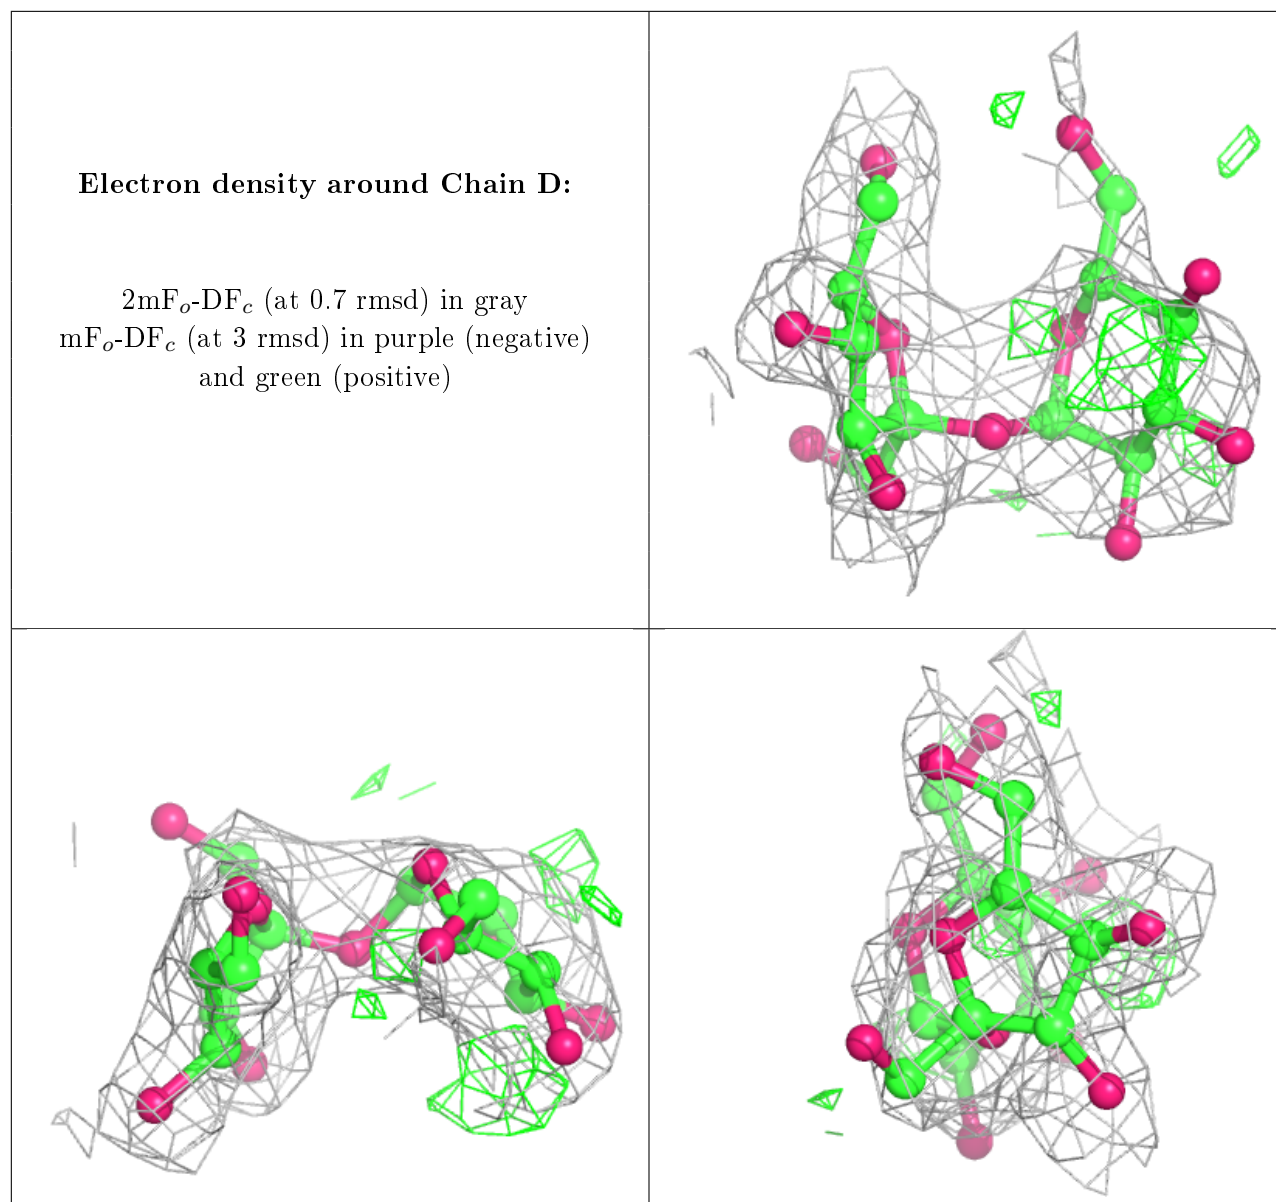 Electron density around Chain D:
2mFo-DFc (at 0.7 rmsd) in gray
mFo-DFc (at 3 rmsd) in purple (negative)
and green (positive)